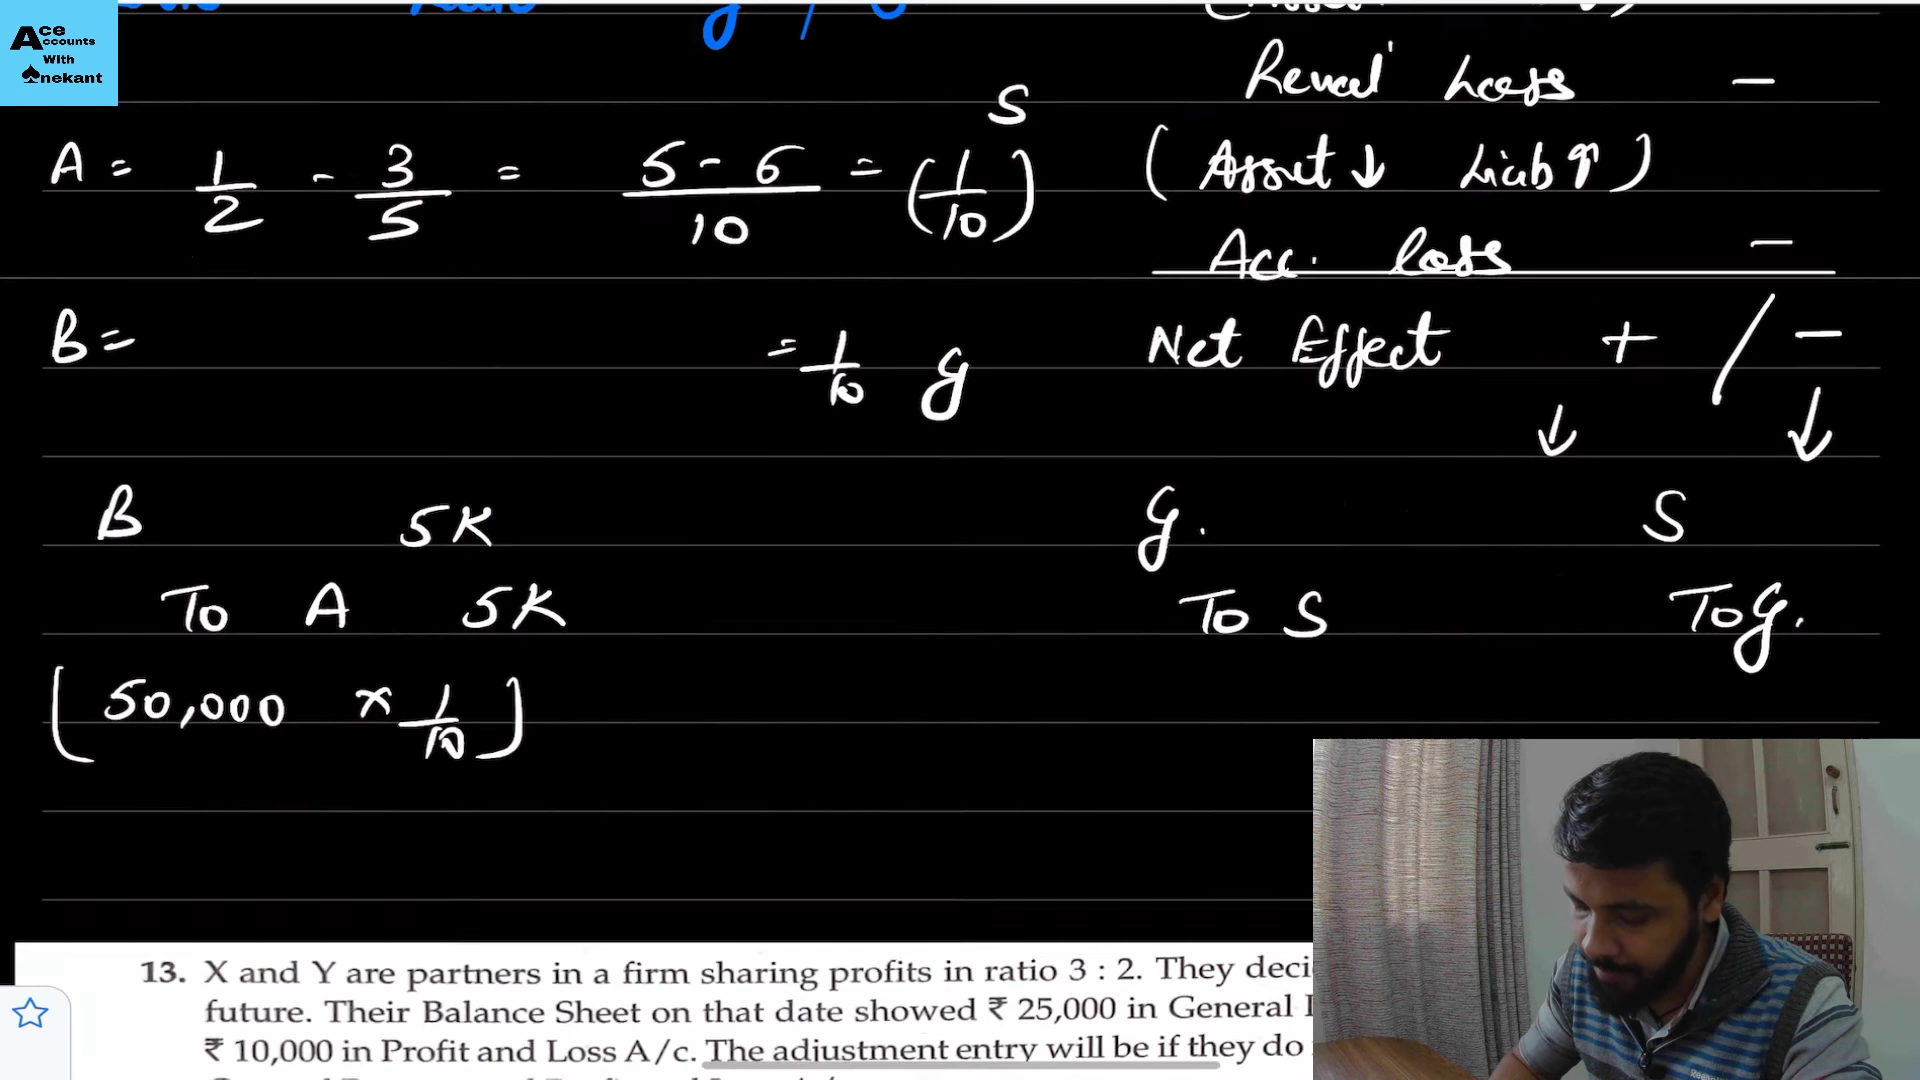 Ace
Accounts
With
Anekant
S
A = 1/2 - 3/5 = 5 - 6 / 10 = (1/10)
B = = 1/10 G
B 5K
To A 5K
[50,000 x 1/10]
Reval' Loss -
(Asset ↓ Liab ↑)
Acc. loss -
Net Effect + / -
↓ ↓
G. S
To S To G.
13. X and Y are partners in a firm sharing profits in ratio 3 : 2. They deci
future. Their Balance Sheet on that date showed ₹ 25,000 in General
₹ 10,000 in Profit and Loss A/c. The adjustment entry will be if they do